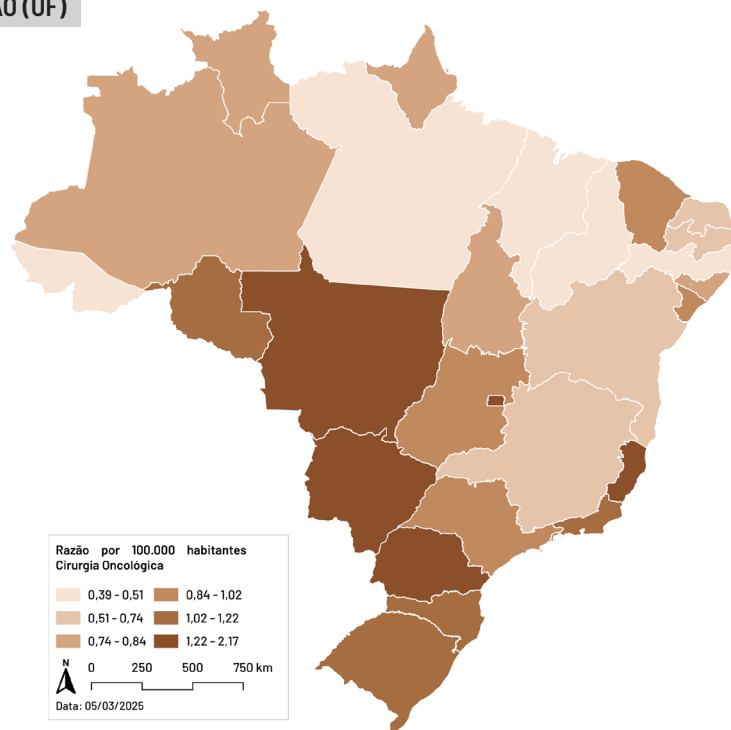 ÃO (UF)
Razão por 100.000 habitantes
Cirurgia Oncológica
0,39 - 0,51 0,84 - 1,02
0,51 - 0,74 1,02 - 1,22
0,74 - 0,84 1,22 - 2,17
N
0 250 500 750 km
Data: 05/03/2025